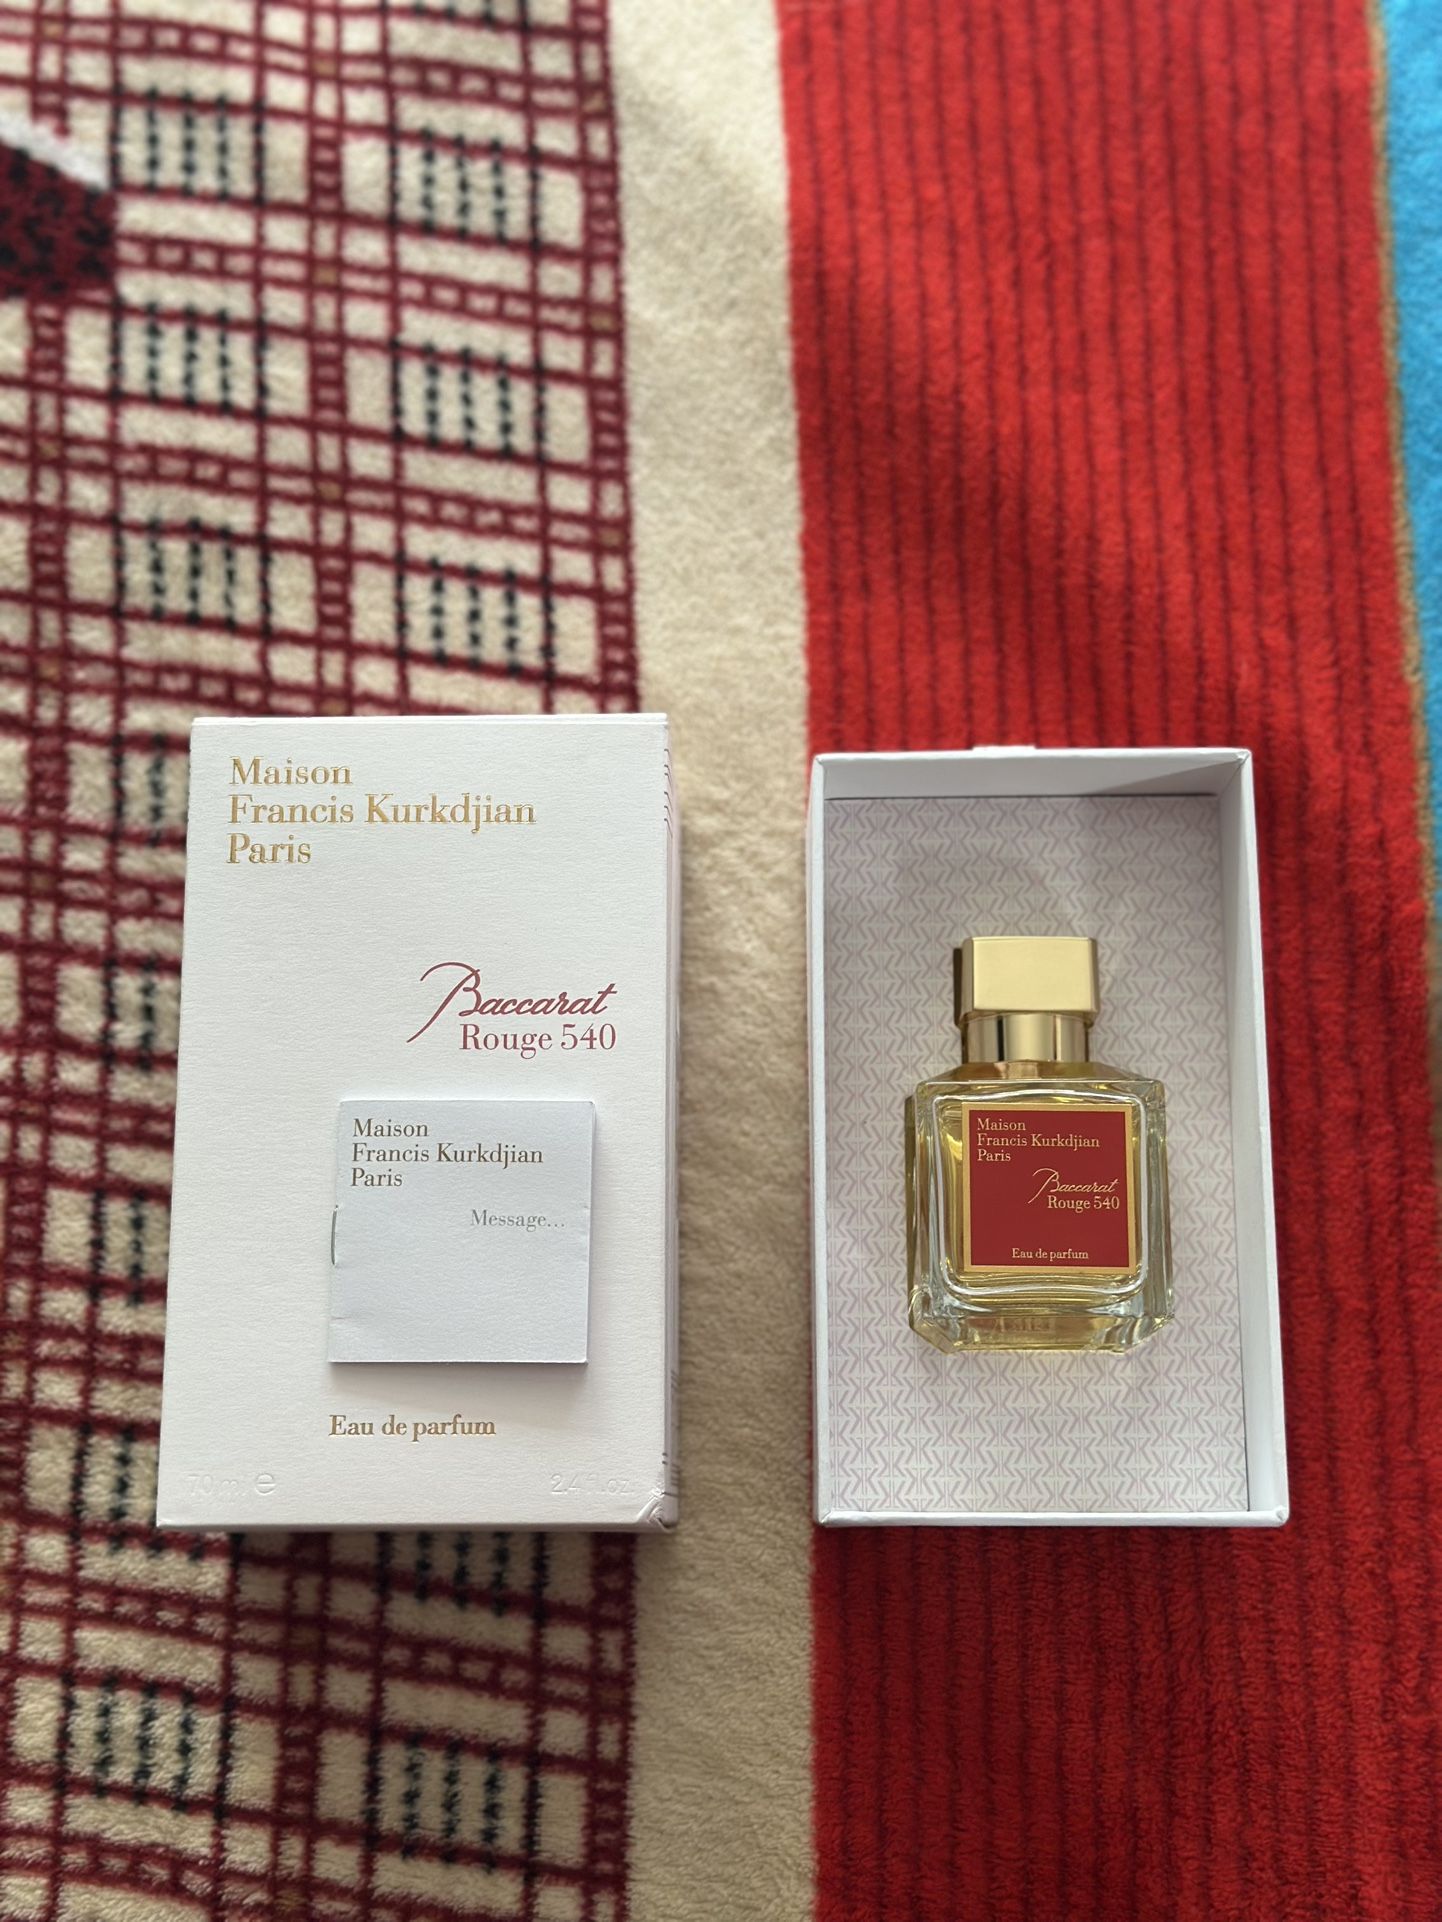 Maison
Francis Kurkdjian
Paris
Baccarat
Rouge 540
Maison
Francis Kurkdjian
Paris
Message...
Eau de parfum
70 ml e
2.4 fl.oz.
Maison
Francis Kurkdjian
Paris
Baccarat
Rouge 540
Eau de parfum